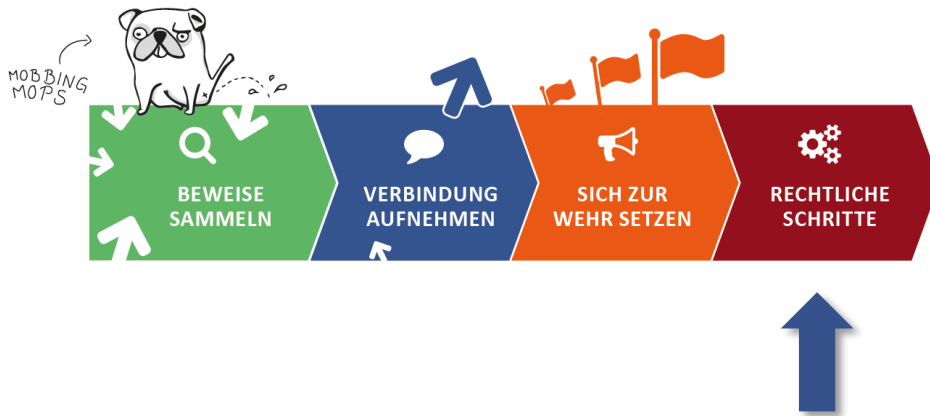 MOBBING
MOPS
BEWEISE
SAMMELN
VERBINDUNG
AUFNEHMEN
SICH ZUR
WEHR SETZEN
RECHTLICHE
SCHRITTE